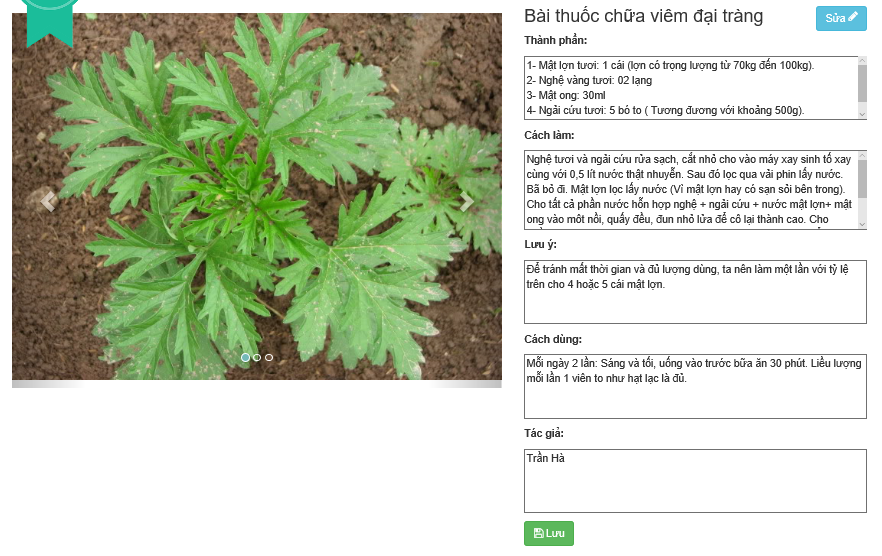 Bài thuốc chữa viêm đại tràng
Sửa
Thành phần:
1- Mật lợn tươi: 1 cái (lợn có trọng lượng từ 70kg đến 100kg).
2- Nghệ vàng tươi: 02 lạng
3- Mật ong: 30ml
4- Ngải cứu tươi: 5 bó to ( Tương đương với khoảng 500g).
Cách làm:
Nghệ tươi và ngải cứu rửa sạch, cắt nhỏ cho vào máy xay sinh tố xay
cùng với 0,5 lít nước thật nhuyễn. Sau đó lọc qua vải phin lấy nước.
Bã bỏ đi. Mật lợn lọc lấy nước (Vì mật lợn hay có sạn sỏi bên trong).
Cho tất cả phần nước hỗn hợp nghệ + ngải cứu + nước mật lợn+ mật
ong vào một nồi, quấy đều, đun nhỏ lửa để cô lại thành cao. Cho
Lưu ý:
Để tránh mất thời gian và đủ lượng dùng, ta nên làm một lần với tỷ lệ
trên cho 4 hoặc 5 cái mật lợn.
Cách dùng:
Mỗi ngày 2 lần: Sáng và tối, uống vào trước bữa ăn 30 phút. Liều lượng
mỗi lần 1 viên to như hạt lạc là đủ.
Tác giả:
Trần Hà
Lưu